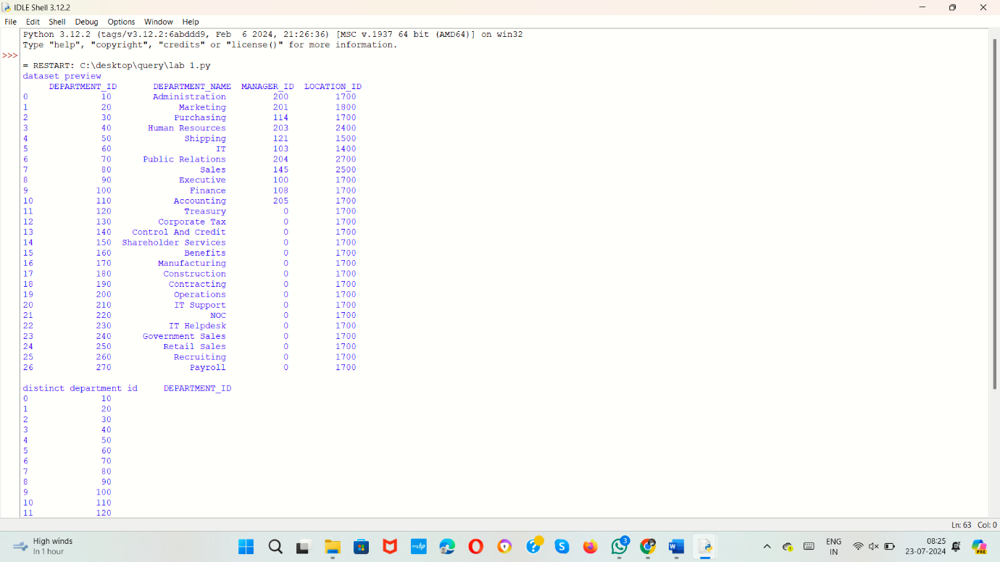 IDLE Shell 3.12.2
File Edit Shell Debug Options Window Help
Python 3.12.2 (tags/v3.12.2:6abddd9, Feb  6 2024, 21:26:36) [MSC v.1937 64 bit (AMD64)] on win32
Type "help", "copyright", "credits" or "license()" for more information.
>>>
= RESTART: C:\desktop\query\lab 1.py
dataset preview
DEPARTMENT_ID DEPARTMENT_NAME MANAGER_ID LOCATION_ID
0 10 Administration 200 1700
1 20 Marketing 201 1800
2 30 Purchasing 114 1700
3 40 Human Resources 203 2400
4 50 Shipping 121 1500
5 60 IT 103 1400
6 70 Public Relations 204 2700
7 80 Sales 145 2500
8 90 Executive 100 1700
9 100 Finance 108 1700
10 110 Accounting 205 1700
11 120 Treasury 0 1700
12 130 Corporate Tax 0 1700
13 140 Control And Credit 0 1700
14 150 Shareholder Services 0 1700
15 160 Benefits 0 1700
16 170 Manufacturing 0 1700
17 180 Construction 0 1700
18 190 Contracting 0 1700
19 200 Operations 0 1700
20 210 IT Support 0 1700
21 220 NOC 0 1700
22 230 IT Helpdesk 0 1700
23 240 Government Sales 0 1700
24 250 Retail Sales 0 1700
25 260 Recruiting 0 1700
26 270 Payroll 0 1700
distinct department id DEPARTMENT_ID
0 10
1 20
2 30
3 40
4 50
5 60
6 70
7 80
8 90
9 100
10 110
11 120
Ln: 63 Col: 0
High winds
In 1 hour
myhp
3
ENG
IN
08:25
23-07-2024
PRE